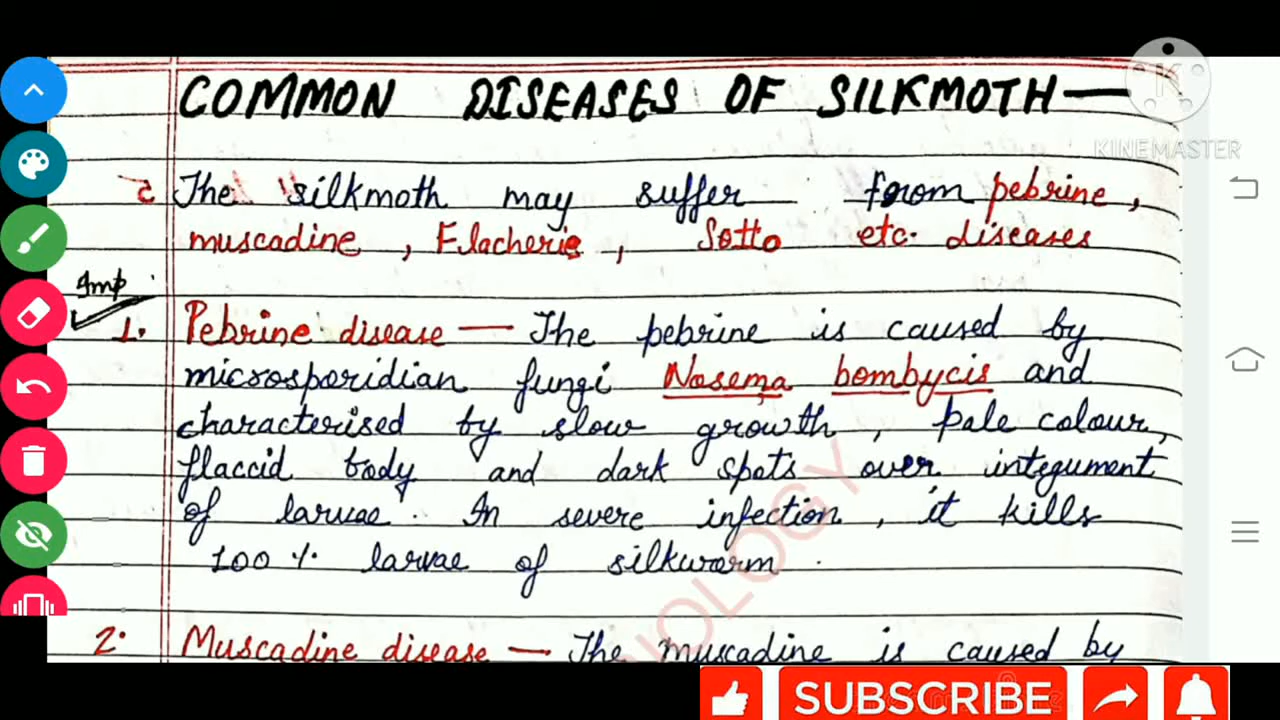 COMMON DISEASES OF SILKMOTH —
KINEMASTER
The silkmoth may suffer from pebrine,
muscadine, Flacherie, Sotto etc. diseases
Imp
1. Pebrine disease — The pebrine is caused by
microsporidian fungi Nosema bombycis and
characterised by slow growth, pale colour,
flaccid body and dark spots over integument
of larvae. In severe infection, it kills
100 % larvae of silkworm.
2. Muscadine disease — The muscadine is caused by
SUBSCRIBE